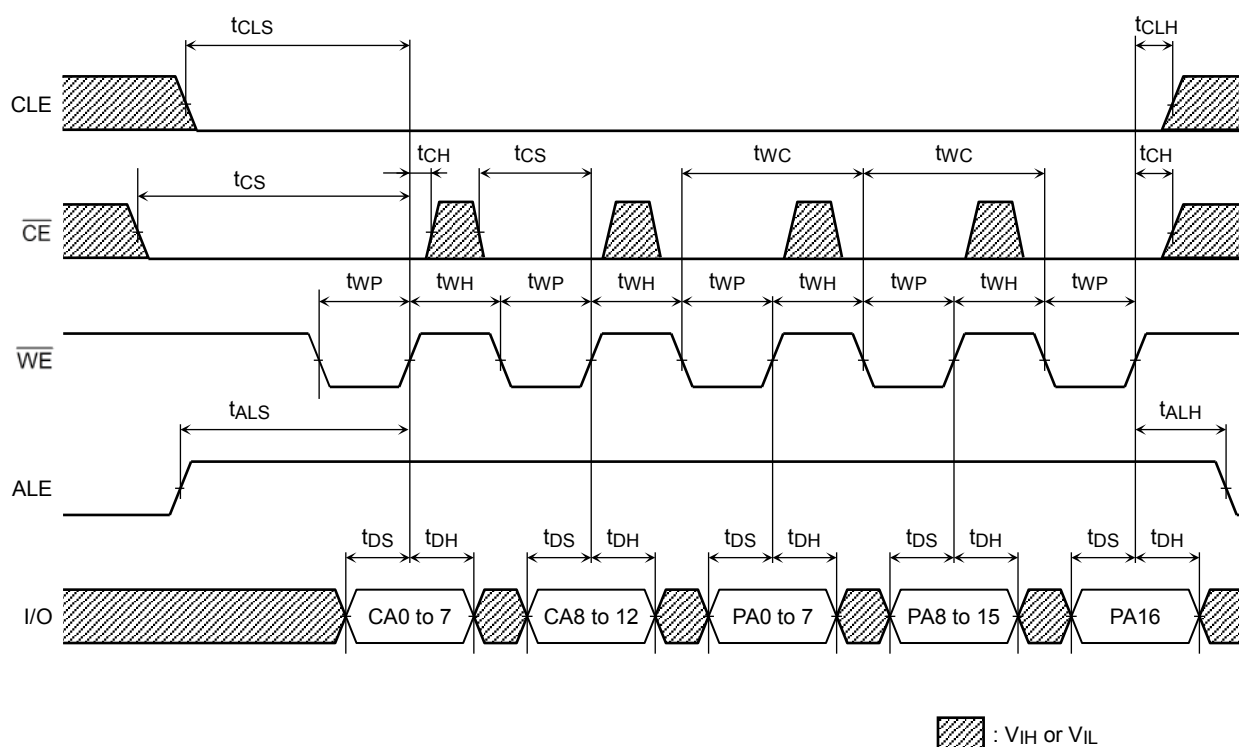 tCLS tCLH
CLE
tCH tCS tWC tWC tCH
tCS
CE
tWP tWH tWP tWH tWP tWH tWP tWH tWP
WE
tALS tALH
ALE
tDS tDH tDS tDH tDS tDH tDS tDH tDS tDH
I/O CA0 to 7 CA8 to 12 PA0 to 7 PA8 to 15 PA16
: VIH or VIL